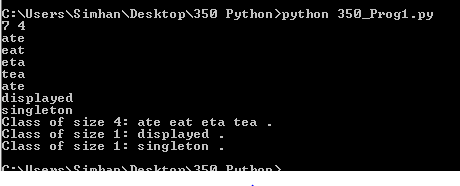 C:\Users\Simhan\Desktop\350 Python>python 350_Prog1.py
7 4
ate
eat
eta
tea
ate
displayed
singleton
Class of size 4: ate eat eta tea .
Class of size 1: displayed .
Class of size 1: singleton .
C:\Users\Simhan\Desktop\350 Python>